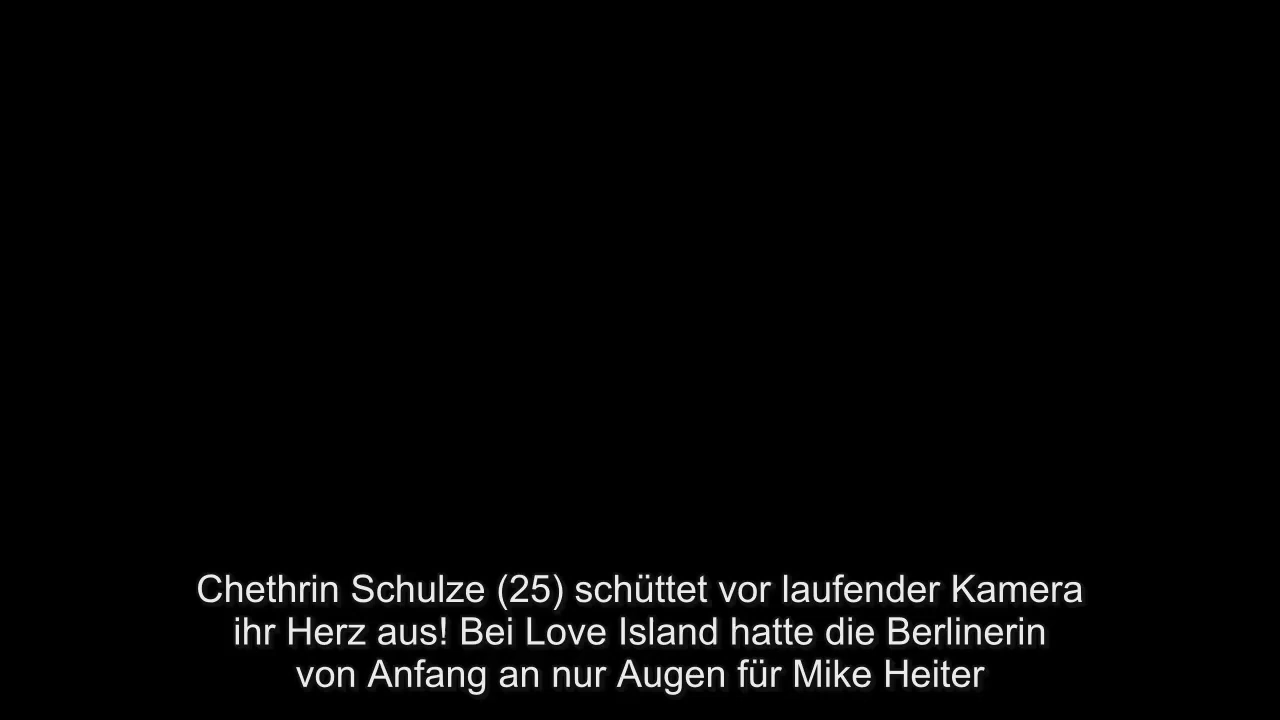 Chethrin Schulze (25) schüttet vor laufender Kamera
ihr Herz aus! Bei Love Island hatte die Berlinerin
von Anfang an nur Augen für Mike Heiter